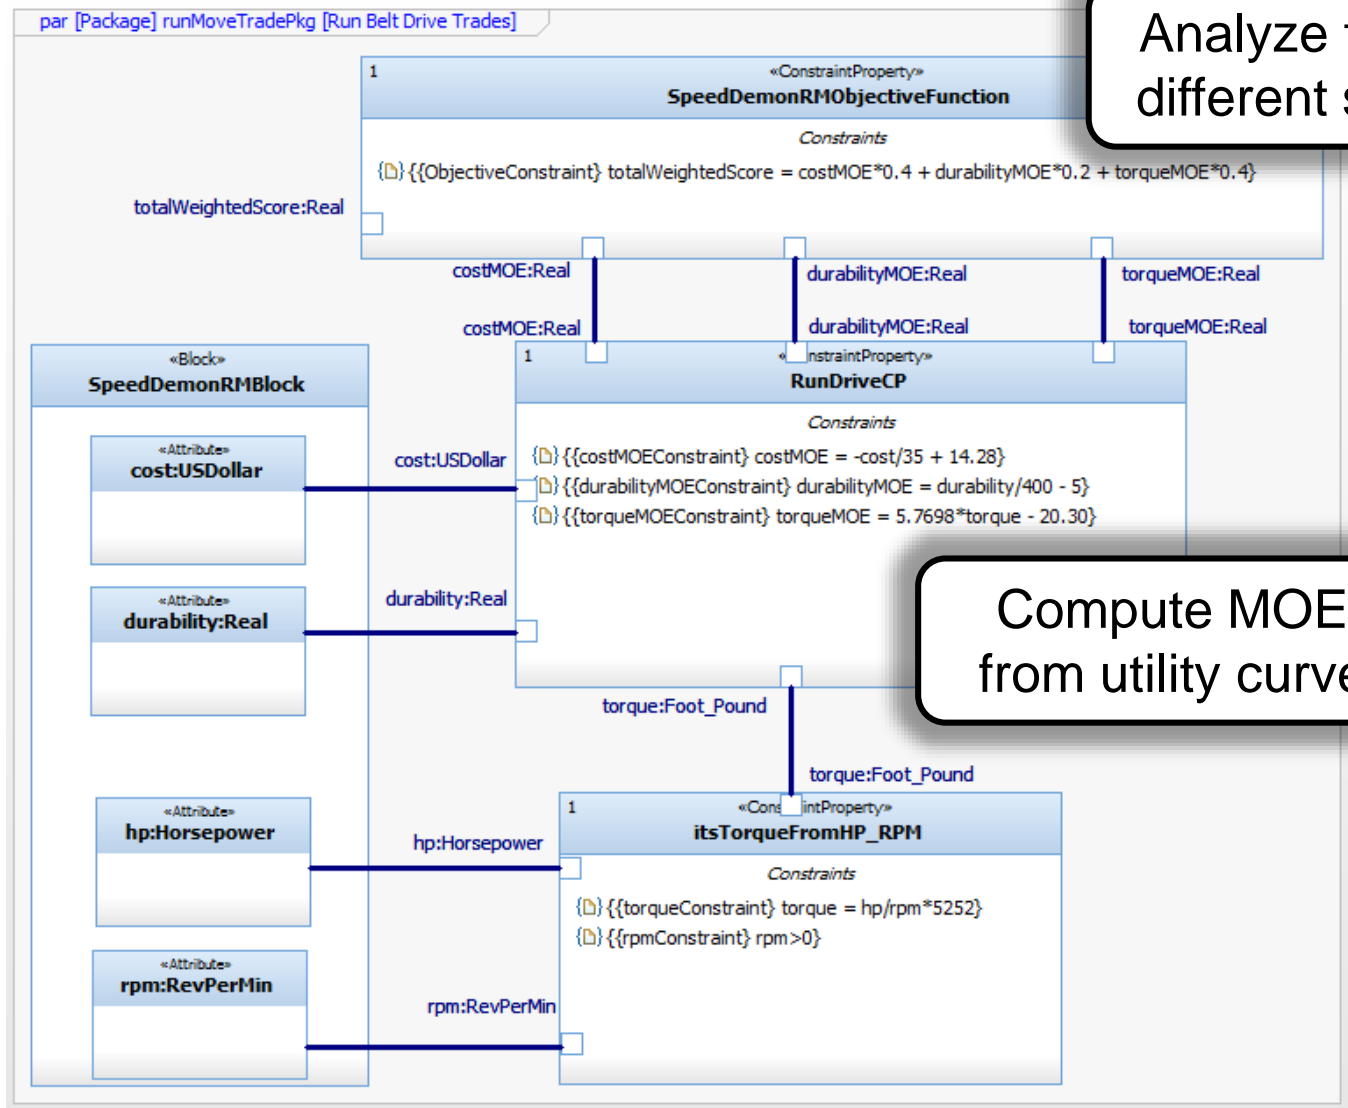 par [Package] runMoveTradePkg [Run Belt Drive Trades]
Analyze
different
1
«ConstraintProperty»
SpeedDemonRMObjectiveFunction
Constraints
{{ObjectiveConstraint} totalWeightedScore = costMOE*0.4 + durabilityMOE*0.2 + torqueMOE*0.4}
totalWeightedScore:Real
costMOE:Real
durabilityMOE:Real
torqueMOE:Real
costMOE:Real
durabilityMOE:Real
torqueMOE:Real
«Block»
SpeedDemonRMBlock
1
RunDriveCP
Constraints
{{costMOEConstraint} costMOE = -cost/35 + 14.28}
{{durabilityMOEConstraint} durabilityMOE = durability/400 - 5}
{{torqueMOEConstraint} torqueMOE = 5.7698*torque - 20.30}
«Attribute»
cost:USDollar
cost:USDollar
«Attribute»
durability:Real
durability:Real
Compute MOE
from utility
torque:Foot_Pound
torque:Foot_Pound
«Attribute»
hp:Horsepower
hp:Horsepower
1
itsTorqueFromHP_RPM
Constraints
{{torqueConstraint} torque = hp/rpm*5252}
{{rpmConstraint} rpm>0}
«Attribute»
rpm:RevPerMin
rpm:RevPerMin